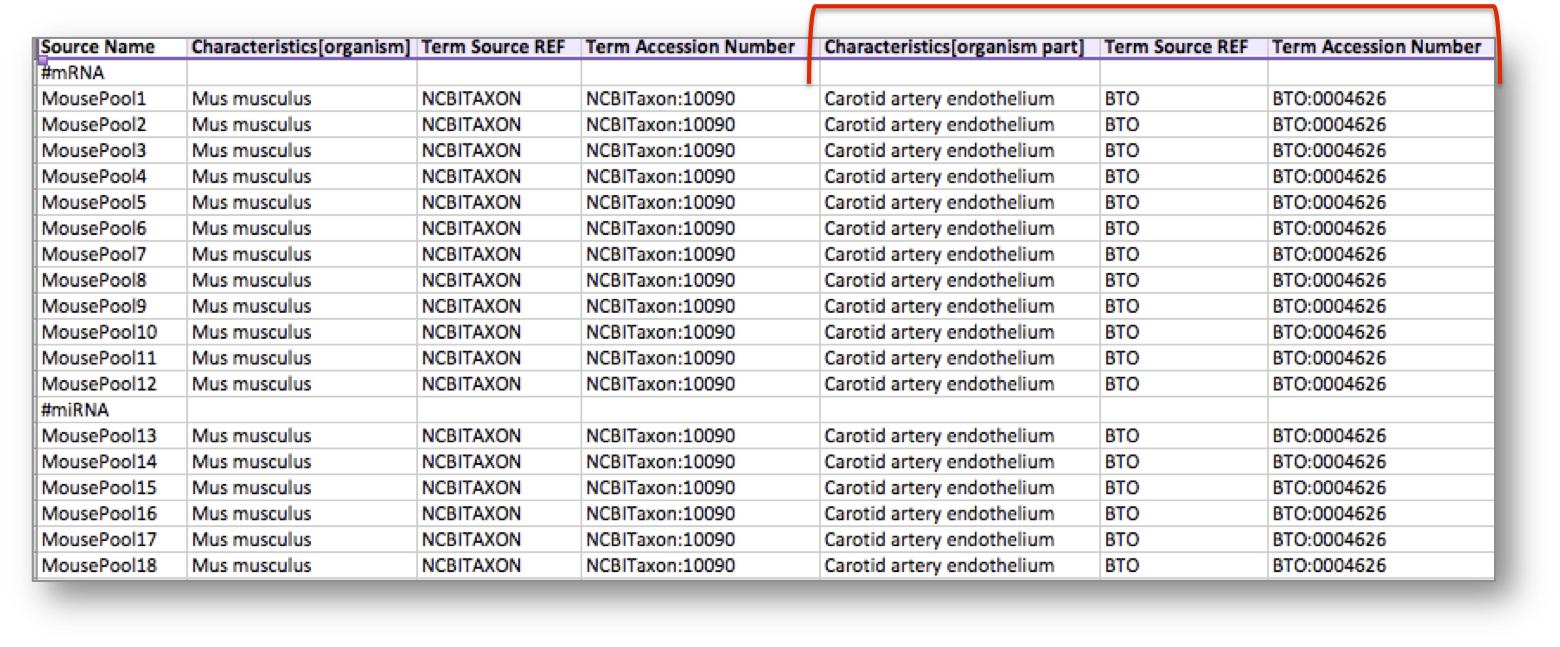 Source Name Characteristics[organism] Term Source REF Term Accession Number Characteristics[organism part] Term Source REF Term Accession Number
#mRNA
MousePool1 Mus musculus NCBITAXON NCBITaxon:10090 Carotid artery endothelium BTO BTO:0004626
MousePool2 Mus musculus NCBITAXON NCBITaxon:10090 Carotid artery endothelium BTO BTO:0004626
MousePool3 Mus musculus NCBITAXON NCBITaxon:10090 Carotid artery endothelium BTO BTO:0004626
MousePool4 Mus musculus NCBITAXON NCBITaxon:10090 Carotid artery endothelium BTO BTO:0004626
MousePool5 Mus musculus NCBITAXON NCBITaxon:10090 Carotid artery endothelium BTO BTO:0004626
MousePool6 Mus musculus NCBITAXON NCBITaxon:10090 Carotid artery endothelium BTO BTO:0004626
MousePool7 Mus musculus NCBITAXON NCBITaxon:10090 Carotid artery endothelium BTO BTO:0004626
MousePool8 Mus musculus NCBITAXON NCBITaxon:10090 Carotid artery endothelium BTO BTO:0004626
MousePool9 Mus musculus NCBITAXON NCBITaxon:10090 Carotid artery endothelium BTO BTO:0004626
MousePool10 Mus musculus NCBITAXON NCBITaxon:10090 Carotid artery endothelium BTO BTO:0004626
MousePool11 Mus musculus NCBITAXON NCBITaxon:10090 Carotid artery endothelium BTO BTO:0004626
MousePool12 Mus musculus NCBITAXON NCBITaxon:10090 Carotid artery endothelium BTO BTO:0004626
#miRNA
MousePool13 Mus musculus NCBITAXON NCBITaxon:10090 Carotid artery endothelium BTO BTO:0004626
MousePool14 Mus musculus NCBITAXON NCBITaxon:10090 Carotid artery endothelium BTO BTO:0004626
MousePool15 Mus musculus NCBITAXON NCBITaxon:10090 Carotid artery endothelium BTO BTO:0004626
MousePool16 Mus musculus NCBITAXON NCBITaxon:10090 Carotid artery endothelium BTO BTO:0004626
MousePool17 Mus musculus NCBITAXON NCBITaxon:10090 Carotid artery endothelium BTO BTO:0004626
MousePool18 Mus musculus NCBITAXON NCBITaxon:10090 Carotid artery endothelium BTO BTO:0004626